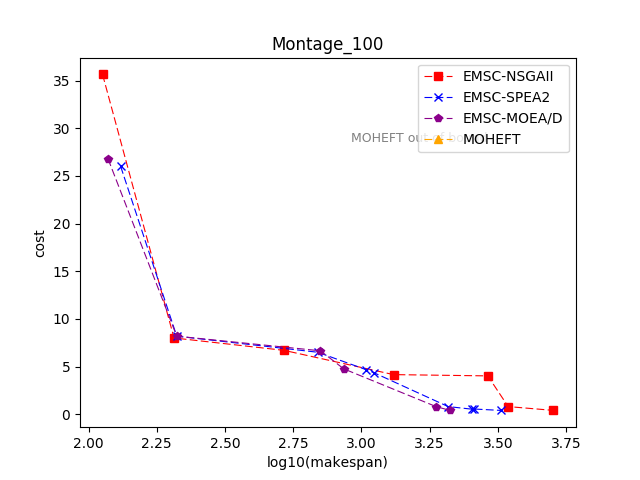 Montage_100
EMSC-NSGAII
EMSC-SPEA2
EMSC-MOEA/D
MOHEFT
MOHEFT out of
cost
35
30
25
20
15
10
5
0
2.00 2.25 2.50 2.75 3.00 3.25 3.50 3.75
log10(makespan)